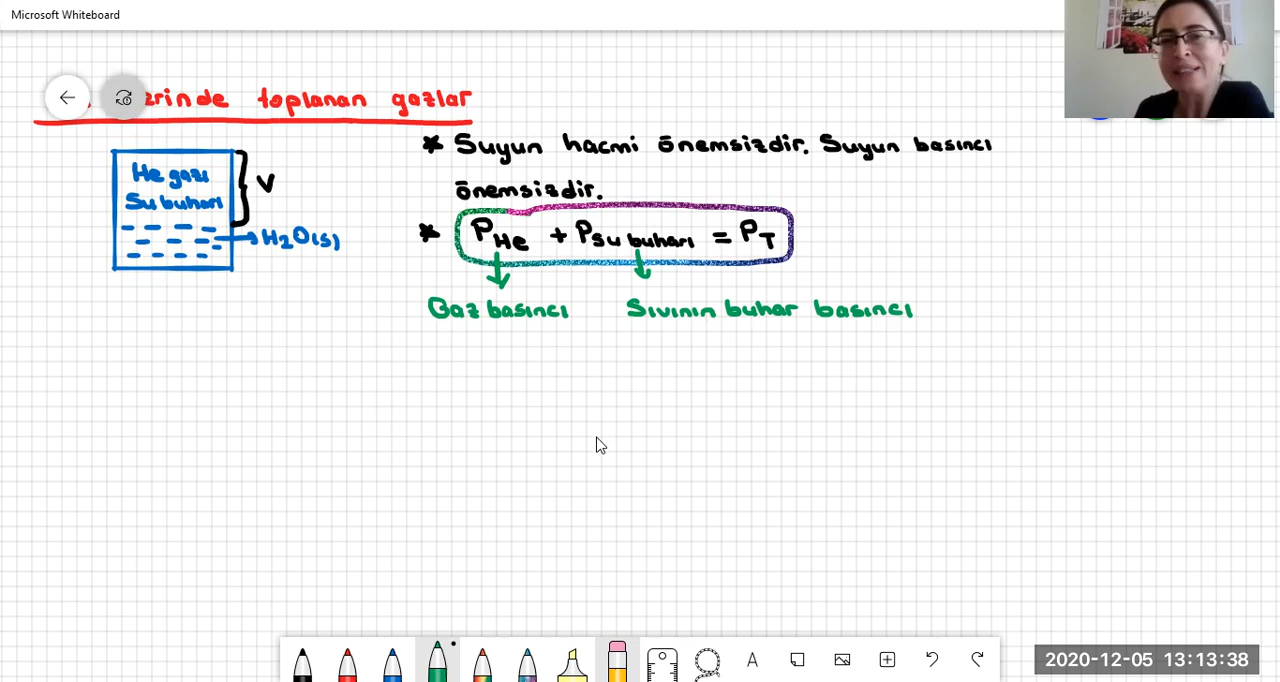 Microsoft Whiteboard
toplanan gazlar
He gazı
Su buharı
V
H2O(s)
* Suyun hacmi önemsizdir. Suyun basıncı
önemsizdir.
* PHe + PSu buharı = PT
Gaz basıncı Sıvının buhar basıncı
A
2020-12-05 13:13:38